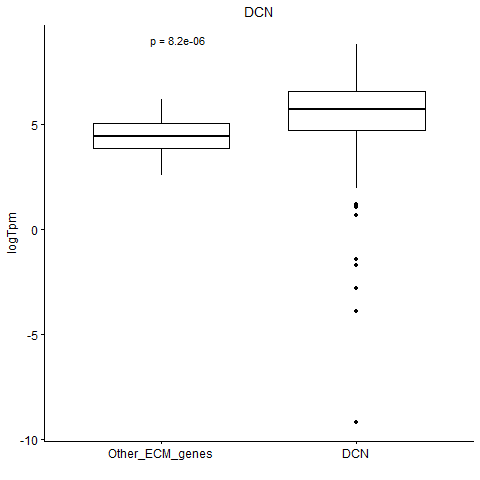 DCN
p = 8.2e-06
logTpm
5
0
-5
-10
Other_ECM_genes
DCN